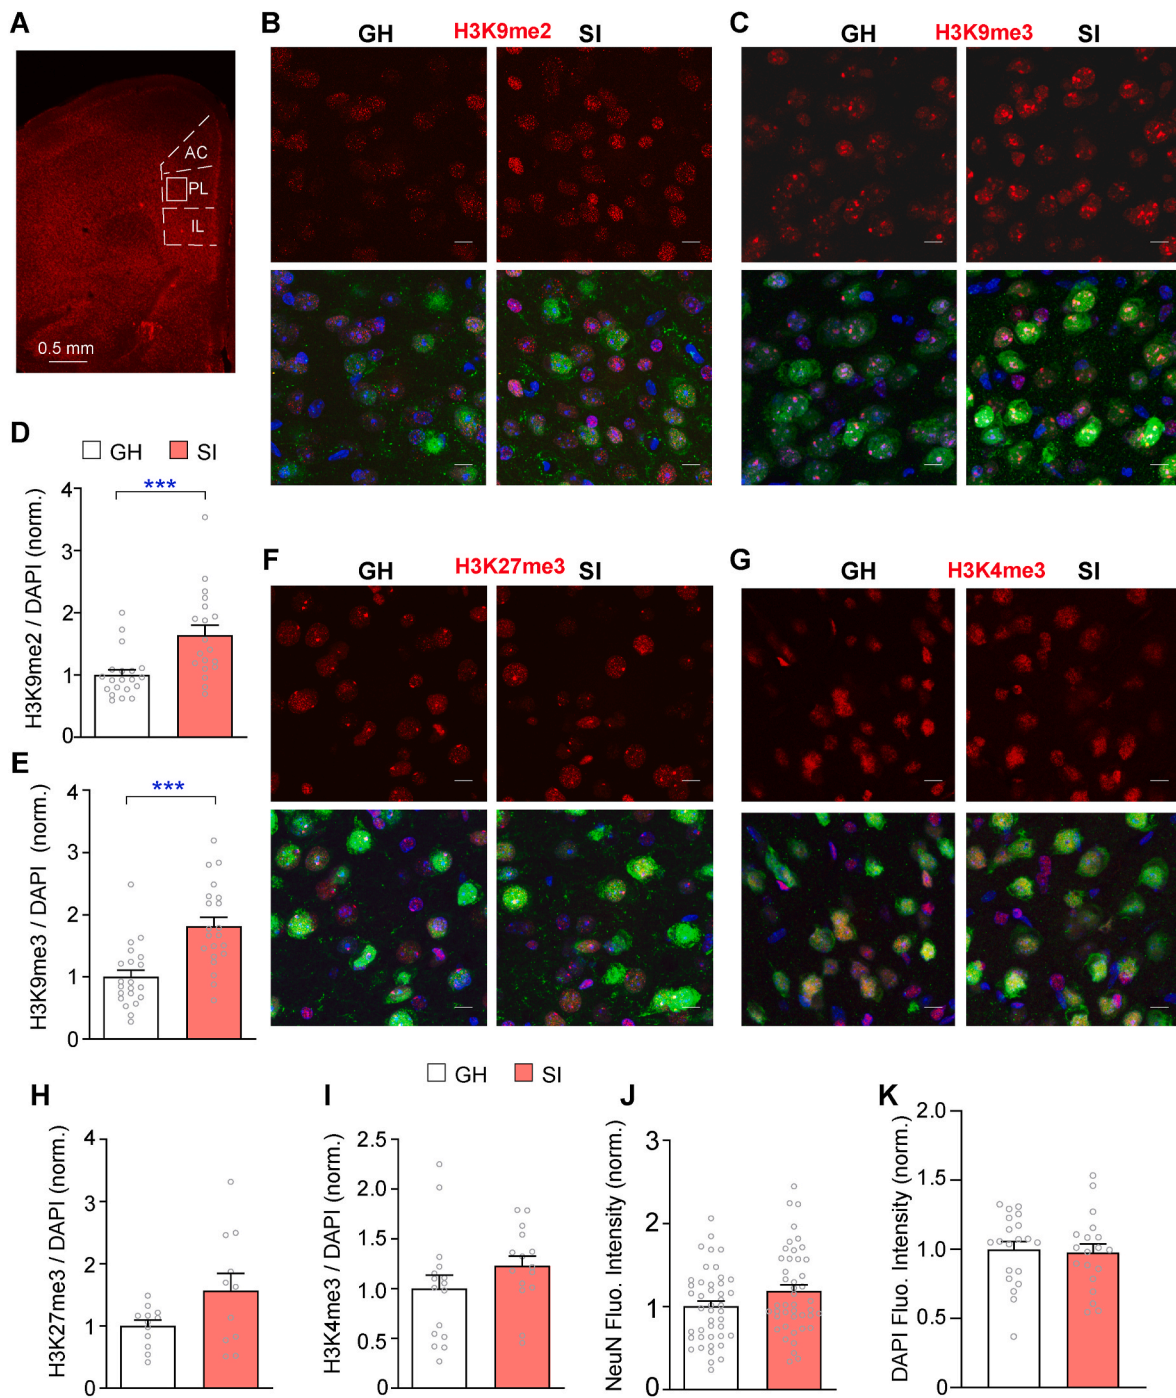 A
AC
PL
IL
0.5 mm
B
GH
H3K9me2
SI
C
GH
H3K9me3
SI
D
GH
SI
H3K9me2 / DAPI (norm.)
4
3
2
1
0
***
E
H3K9me3 / DAPI (norm.)
4
3
2
1
0
***
F
GH
H3K27me3
SI
G
GH
H3K4me3
SI
GH
SI
H
H3K27me3 / DAPI (norm.)
4
3
2
1
0
I
H3K4me3 / DAPI (norm.)
2.5
2.0
1.5
1.0
0.5
0
J
NeuN Fluo. Intensity (norm.)
3
2
1
0
K
DAPI Fluo. Intensity (norm.)
2.0
1.5
1.0
0.5
0